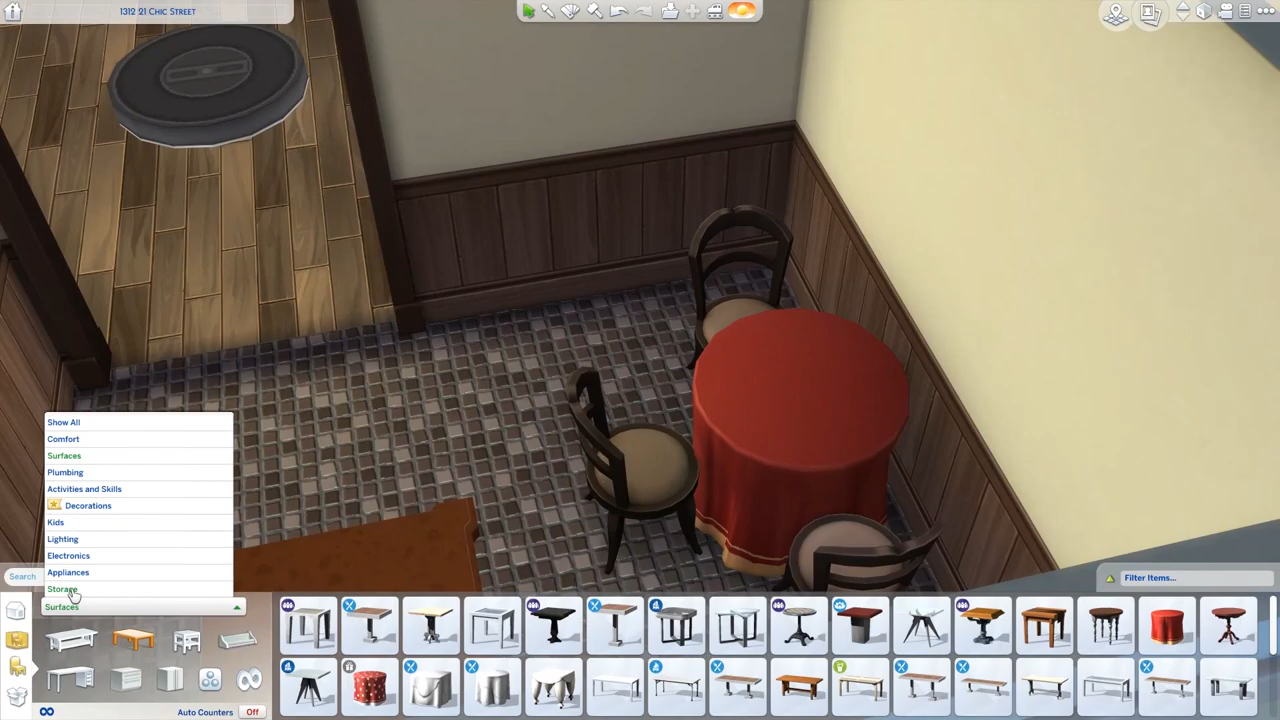 1312 21 CHIC STREET
Show All
Comfort
Surfaces
Plumbing
Activities and Skills
Decorations
Kids
Lighting
Electronics
Appliances
Storage
Search
Surfaces
Filter Items...
Auto Counters Off